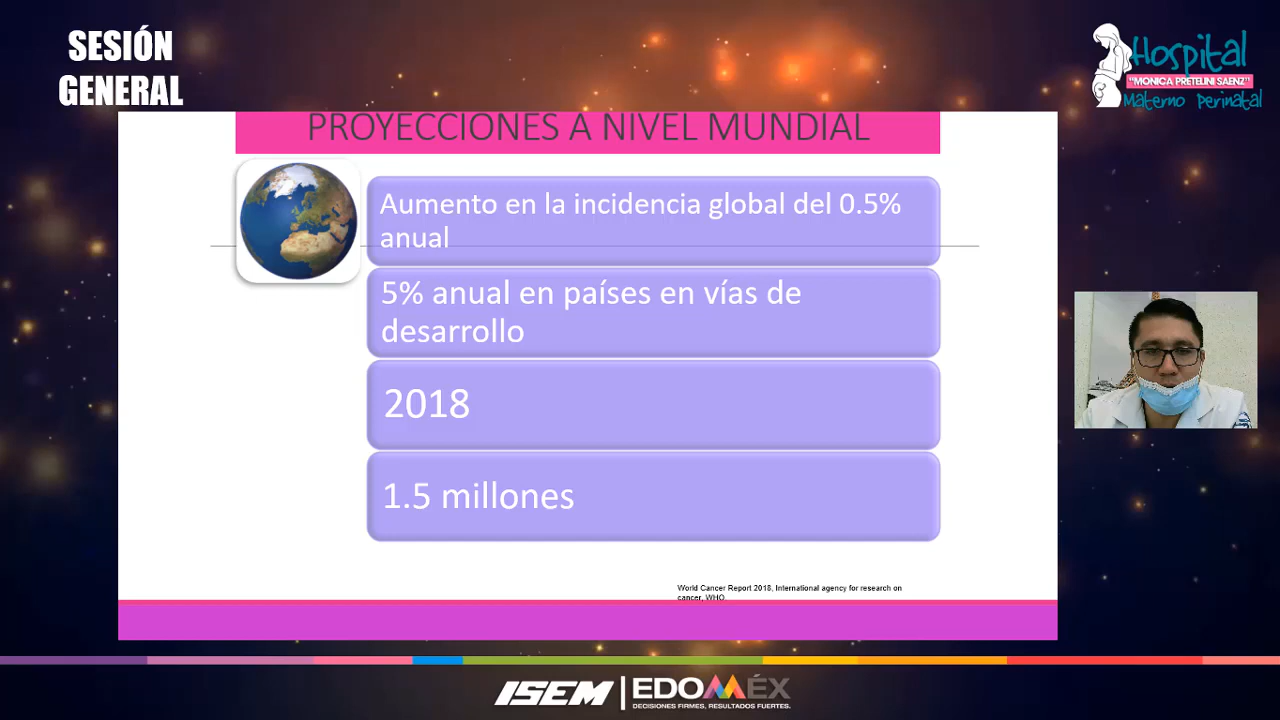 SESIÓN
GENERAL
Hospital
"MONICA PRETELINI SAENZ"
Materno Perinatal
PROYECCIONES A NIVEL MUNDIAL
Aumento en la incidencia global del 0.5%
anual
5% anual en países en vías de
desarrollo
2018
1.5 millones
World Cancer Report 2018, International agency for research on
cancer, WHO.
ISEM
EDOMÉX
DECISIONES FIRMES, RESULTADOS FUERTES.